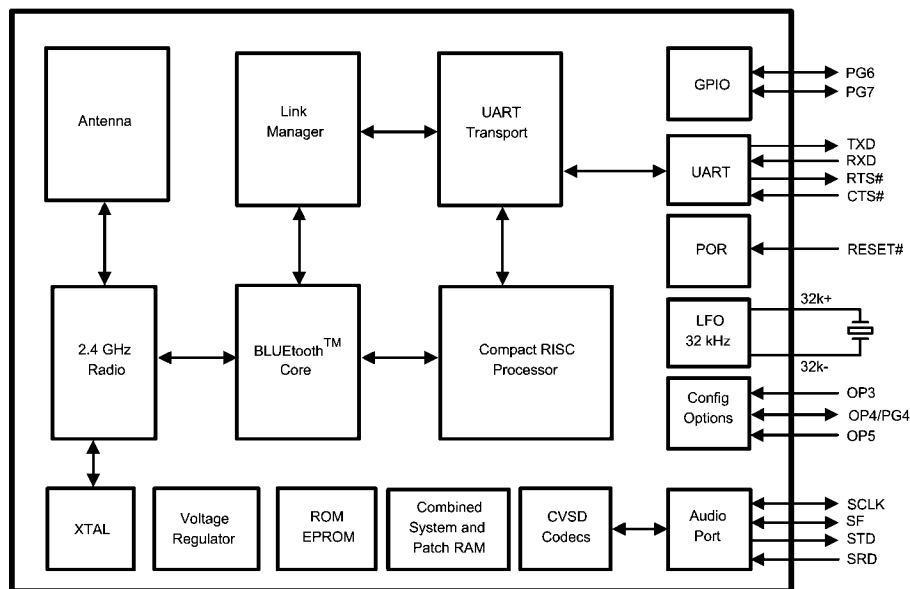 Antenna
Link
Manager
UART
Transport
GPIO
PG6
PG7
UART
TXD
RXD
RTS#
CTS#
POR
RESET#
2.4 GHz
Radio
BLUEtooth™
Core
Compact RISC
Processor
LFO
32 kHz
32k+
32k-
Config
Options
OP3
OP4/PG4
OP5
XTAL
Voltage
Regulator
ROM
EPROM
Combined
System and
Patch RAM
CVSD
Codecs
Audio
Port
SCLK
SF
STD
SRD